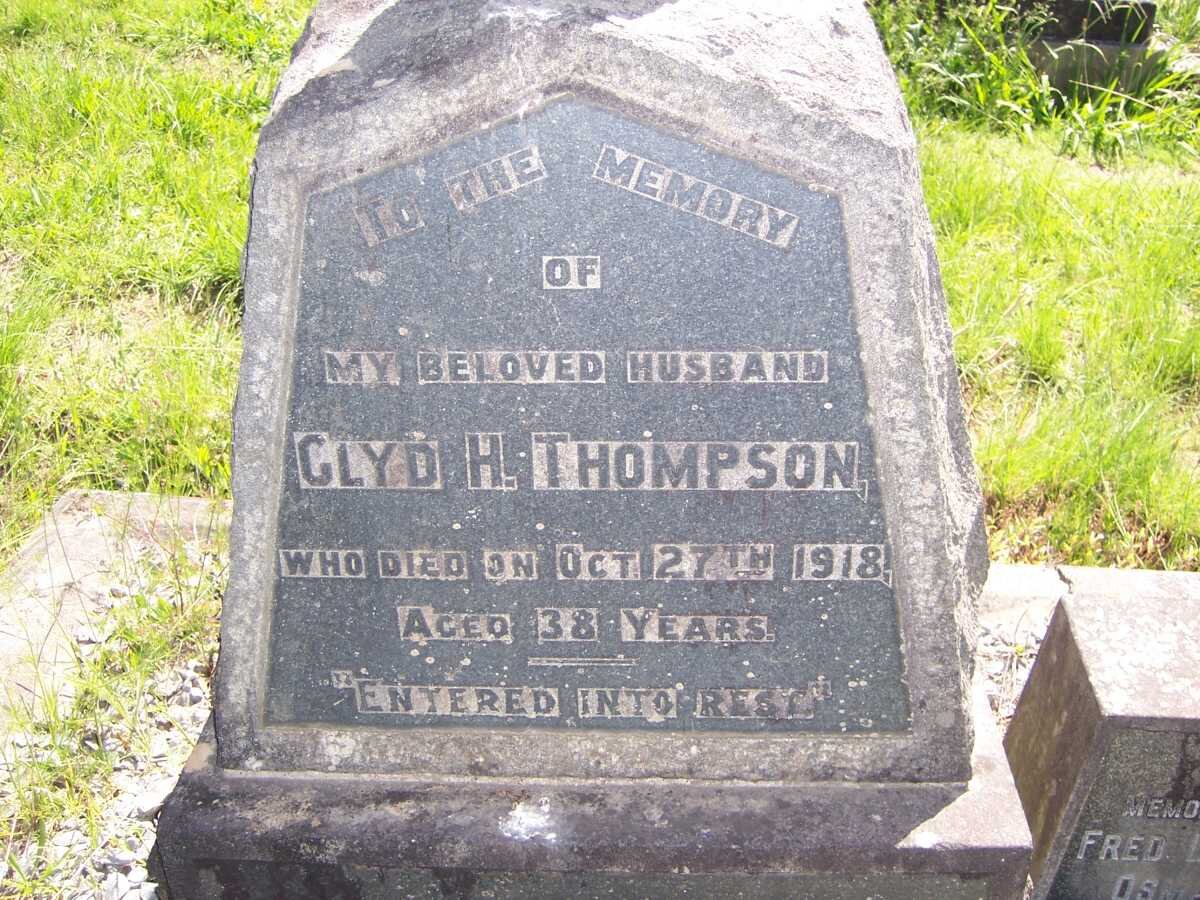 TO THE MEMORY
OF
MY BELOVED HUSBAND
CLYD H. THOMPSON,
WHO DIED ON OCT 27TH 1918,
AGED 38 YEARS.
"ENTERED INTO REST."
FRED